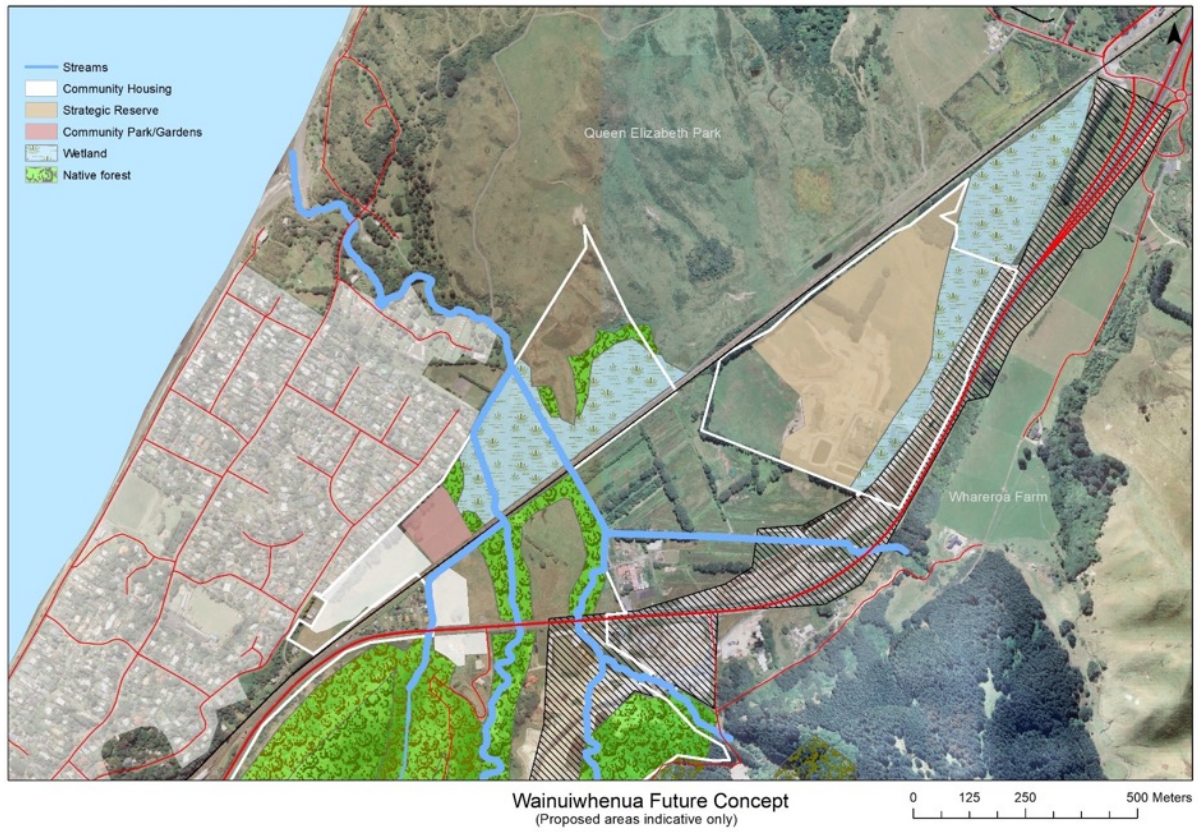 Streams
Community Housing
Strategic Reserve
Community Park/Gardens
Wetland
Native forest
Queen Elizabeth Park
Whareroa Farm
Wainuiwhenua Future Concept
(Proposed areas indicative only)
0 125 250 500 Meters